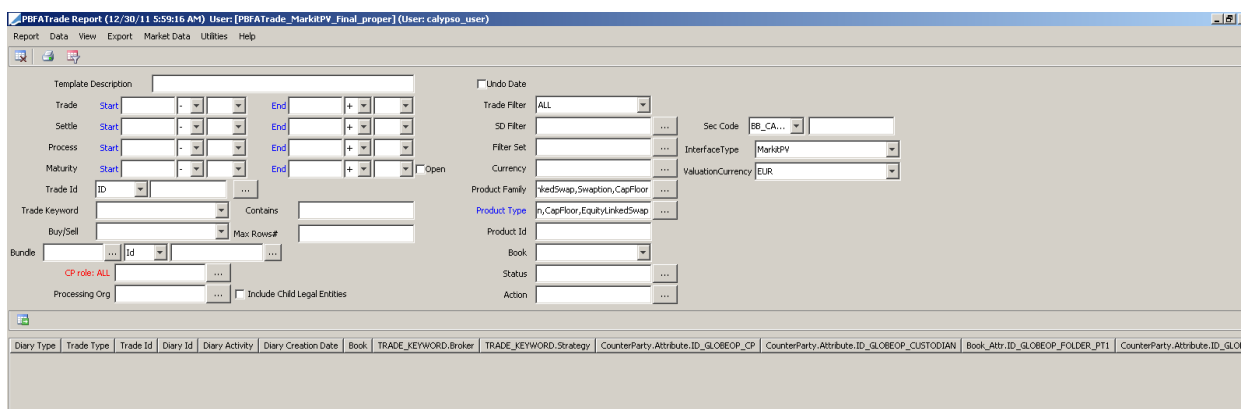 PBFATrade Report (12/30/11 5:59:16 AM) User: [PBFATrade_MarkitPV_Final_proper] (User: calypso_user)
Report Data View Export Market Data Utilities Help
Template Description Undo Date
Trade Start - End + Trade Filter ALL
Settle Start - End + SD Filter ... Sec Code BB_CA...
Process Start - End + Filter Set ... InterfaceType MarkitPV
Maturity Start - End + Open Currency ... ValuationCurrency EUR
Trade Id ID ... Product Family nkedSwap,Swaption,CapFloor ...
Trade Keyword Contains Product Type n,CapFloor,EquityLinkedSwap ...
Buy/Sell Max Rows# Product Id
Bundle ... Id ... Book
CP role: ALL ... Status ...
Processing Org ... Include Child Legal Entities Action ...
Diary Type Trade Type Trade Id Diary Id Diary Activity Diary Creation Date Book TRADE_KEYWORD.Broker TRADE_KEYWORD.Strategy CounterParty.Attribute.ID_GLOBEOP_CP CounterParty.Attribute.ID_GLOBEOP_CUSTODIAN Book_Attr.ID_GLOBEOP_FOLDER_PT1 CounterParty.Attribute.ID_GLO